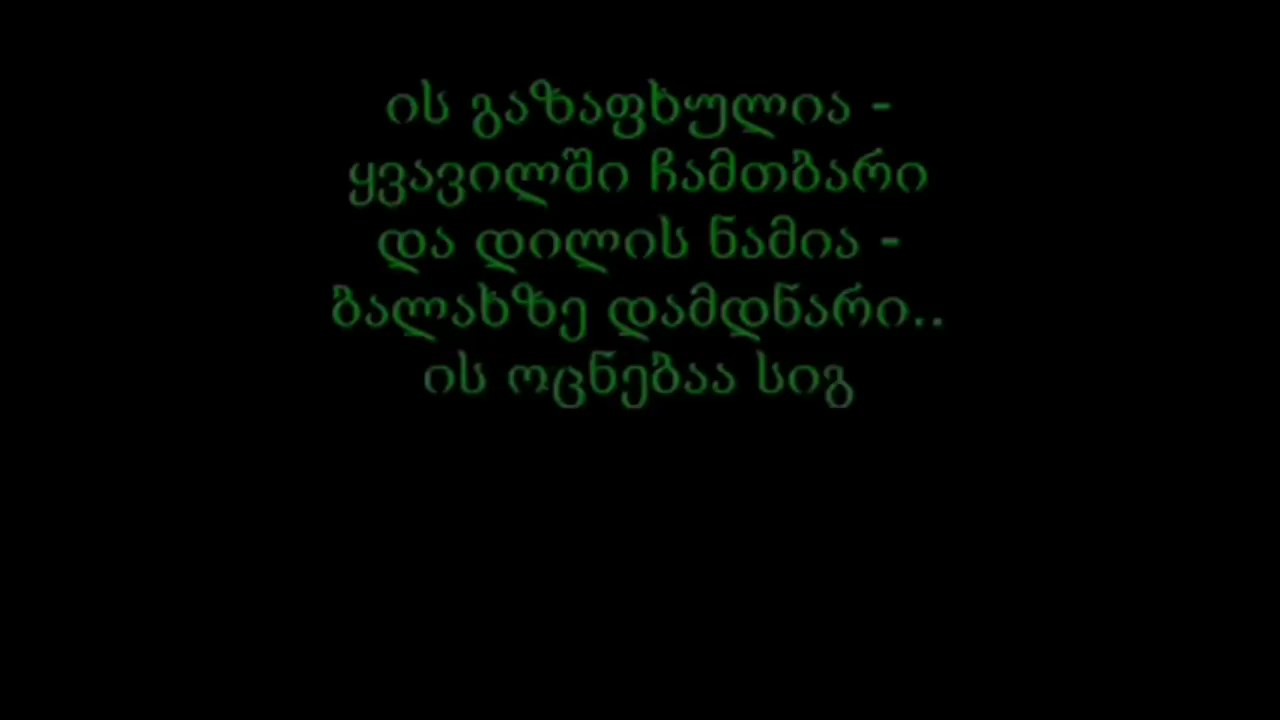 ის გაზაფხულია -
ყვავილში ჩამთბარი
და დილის ნამია -
ბალახზე დამდნარი..
ის ოცნებაა სიგ